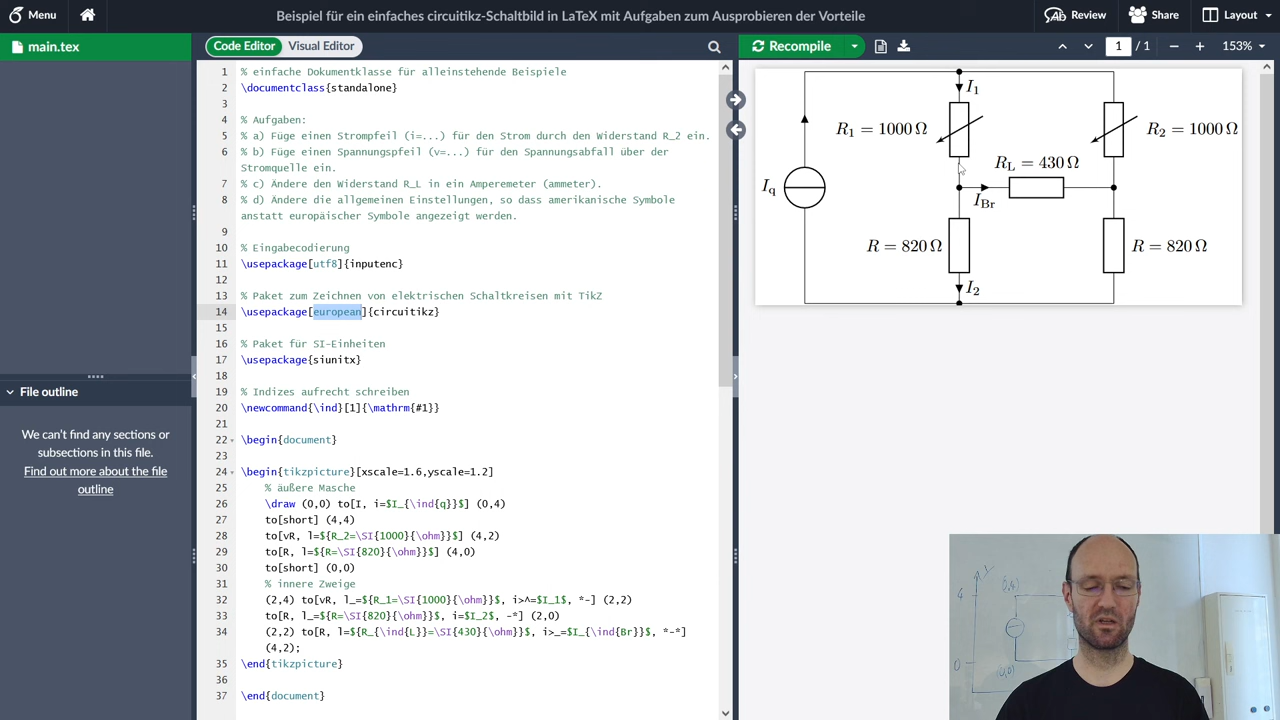 Menu
Beispiel für ein einfaches circuitikz-Schaltbild in LaTeX mit Aufgaben zum Ausprobieren der Vorteile
Review
Share
Layout
main.tex
Code Editor
Visual Editor
Recompile
1 / 1
153%
1 % einfache Dokumentklasse für alleinstehende Beispiele
2 \documentclass{standalone}
3
4 % Aufgaben:
5 % a) Füge einen Strompfeil (i=...) für den Strom durch den Widerstand R_2 ein.
6 % b) Füge einen Spannungspfeil (v=...) für den Spannungsabfall über der
Stromquelle ein.
7 % c) Ändere den Widerstand R_L in ein Amperemeter (ammeter).
8 % d) Ändere die allgemeinen Einstellungen, so dass amerikanische Symbole
anstatt europäischer Symbole angezeigt werden.
9
10 % Eingabecodierung
11 \usepackage[utf8]{inputenc}
12
13 % Paket zum Zeichnen von elektrischen Schaltkreisen mit TikZ
14 \usepackage[european]{circuitikz}
15
16 % Paket für SI-Einheiten
17 \usepackage{siunitx}
18
19 % Indizes aufrecht schreiben
20 \newcommand{\ind}[1]{\mathrm{#1}}
21
22 \begin{document}
23
24 \begin{tikzpicture}[xscale=1.6,yscale=1.2]
25 % äußere Masche
26 \draw (0,0) to[I, i=$I_{\ind{q}}$] (0,4)
27 to[short] (4,4)
28 to[vR, l=${R_2=\SI{1000}{\ohm}}$] (4,2)
29 to[R, l=${R=\SI{820}{\ohm}}$] (4,0)
30 to[short] (0,0)
31 % innere Zweige
32 (2,4) to[vR, l_=${R_1=\SI{1000}{\ohm}}$, i>^=$I_1$, *-] (2,2)
33 to[R, l_=${R=\SI{820}{\ohm}}$, i=$I_2$, -*] (2,0)
34 (2,2) to[R, l=${R_{\ind{L}}=\SI{430}{\ohm}}$, i>_=$I_{\ind{Br}}$, *-*]
(4,2);
35 \end{tikzpicture}
36
37 \end{document}
File outline
We can't find any sections or
subsections in this file.
Find out more about the file
outline
I1
R1 = 1000 Ω
R2 = 1000 Ω
RL = 430 Ω
Iq
IBr
R = 820 Ω
R = 820 Ω
I2
4
0
(0,0)